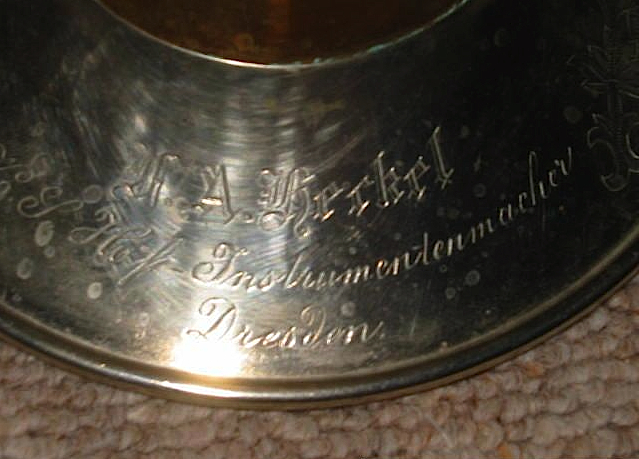 F. A. Heckel
Hof-Instrumentenmacher
Dresden.